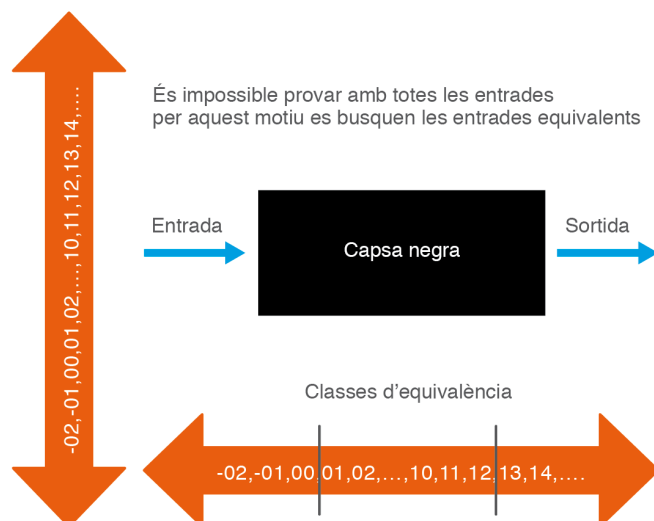 És impossible provar amb totes les entrades
per aquest motiu es busquen les entrades equivalents
-02,-01,00,01,02,...,10,11,12,13,14,....
Entrada
Capsa negra
Sortida
Classes d'equivalència
-02,-01,00,01,02,...,10,11,12,13,14,....